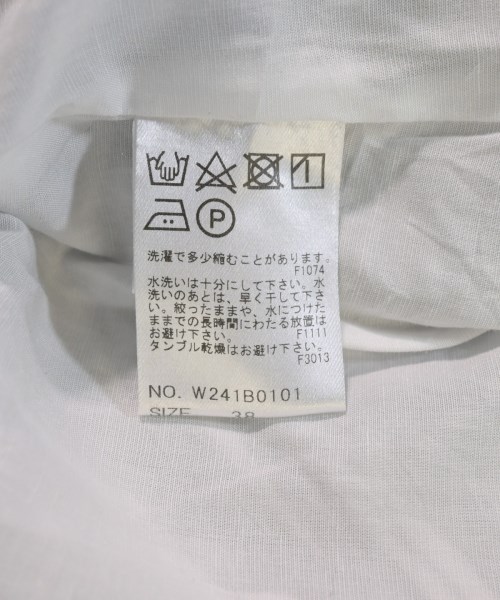 P
洗濯で多少縮むことがあります。
F1074
水洗いは十分にして下さい。水
洗いのあとは、早く干して下さ
い。絞ったままや、水につけた
ままでの長時間にわたる放置は
お避け下さい。 F1111
タンブル乾燥はお避け下さい。
F3013
NO. W241B0101
SIZE 38